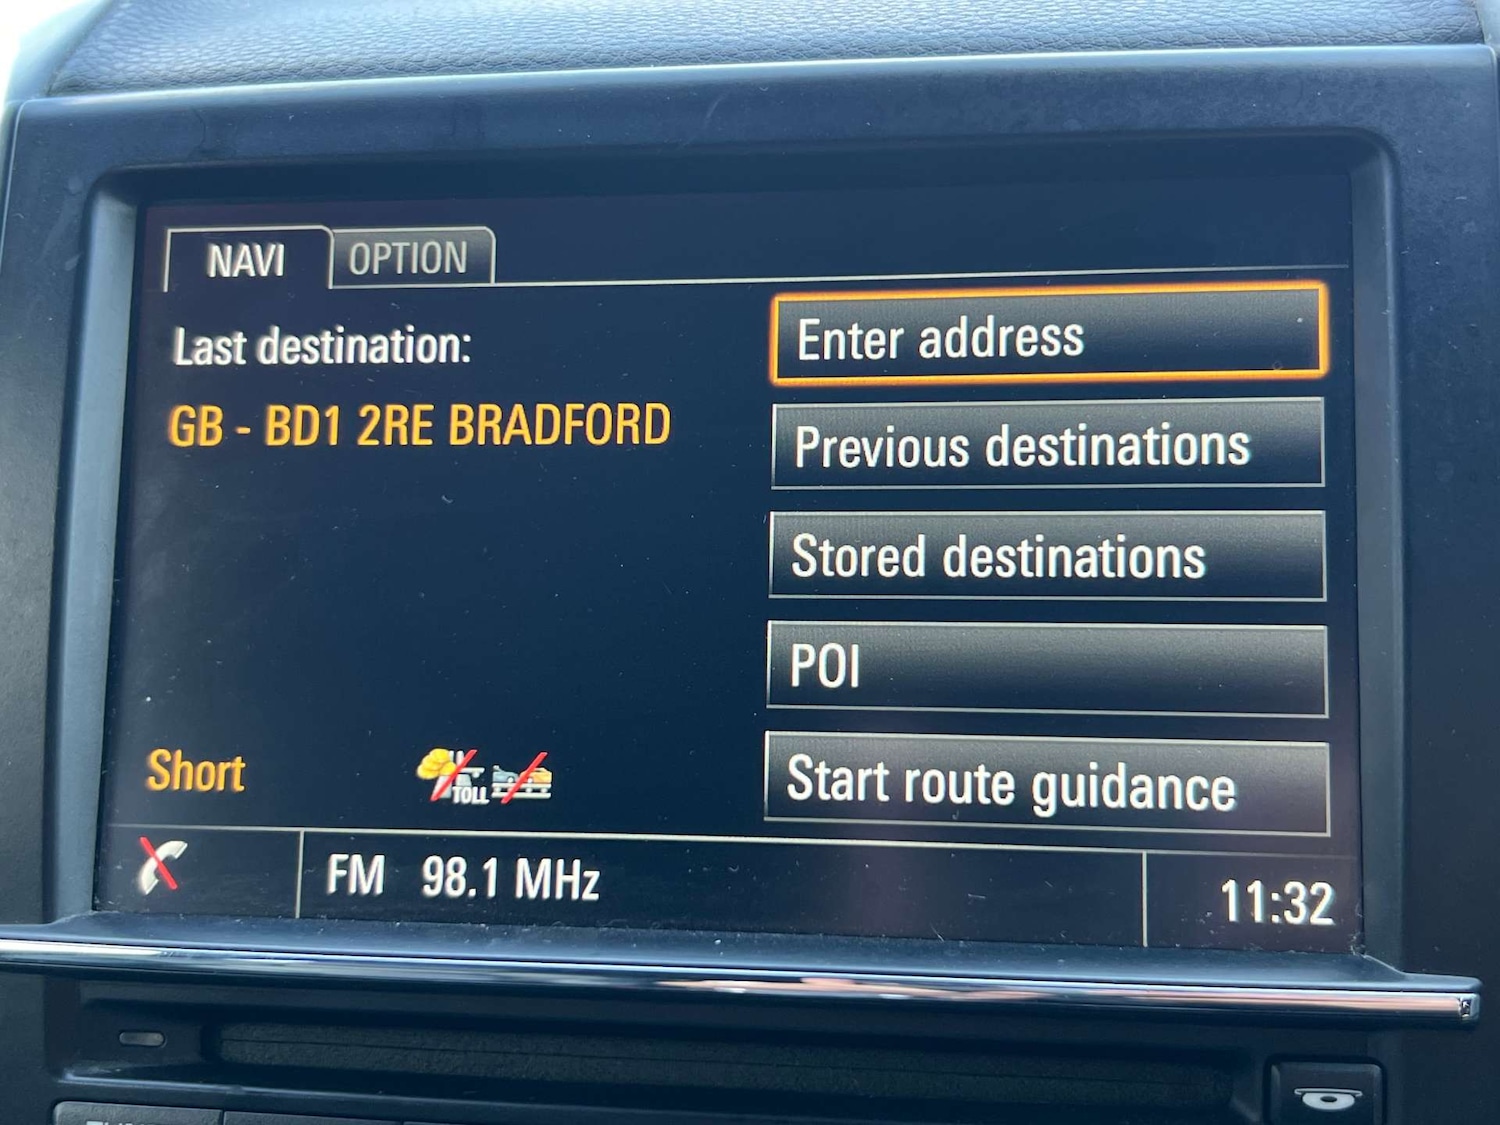 NAVI
OPTION
Last destination:
GB - BD1 2RE BRADFORD
Enter address
Previous destinations
Stored destinations
POI
Start route guidance
Short
TOLL
FM 98.1 MHz
11:32